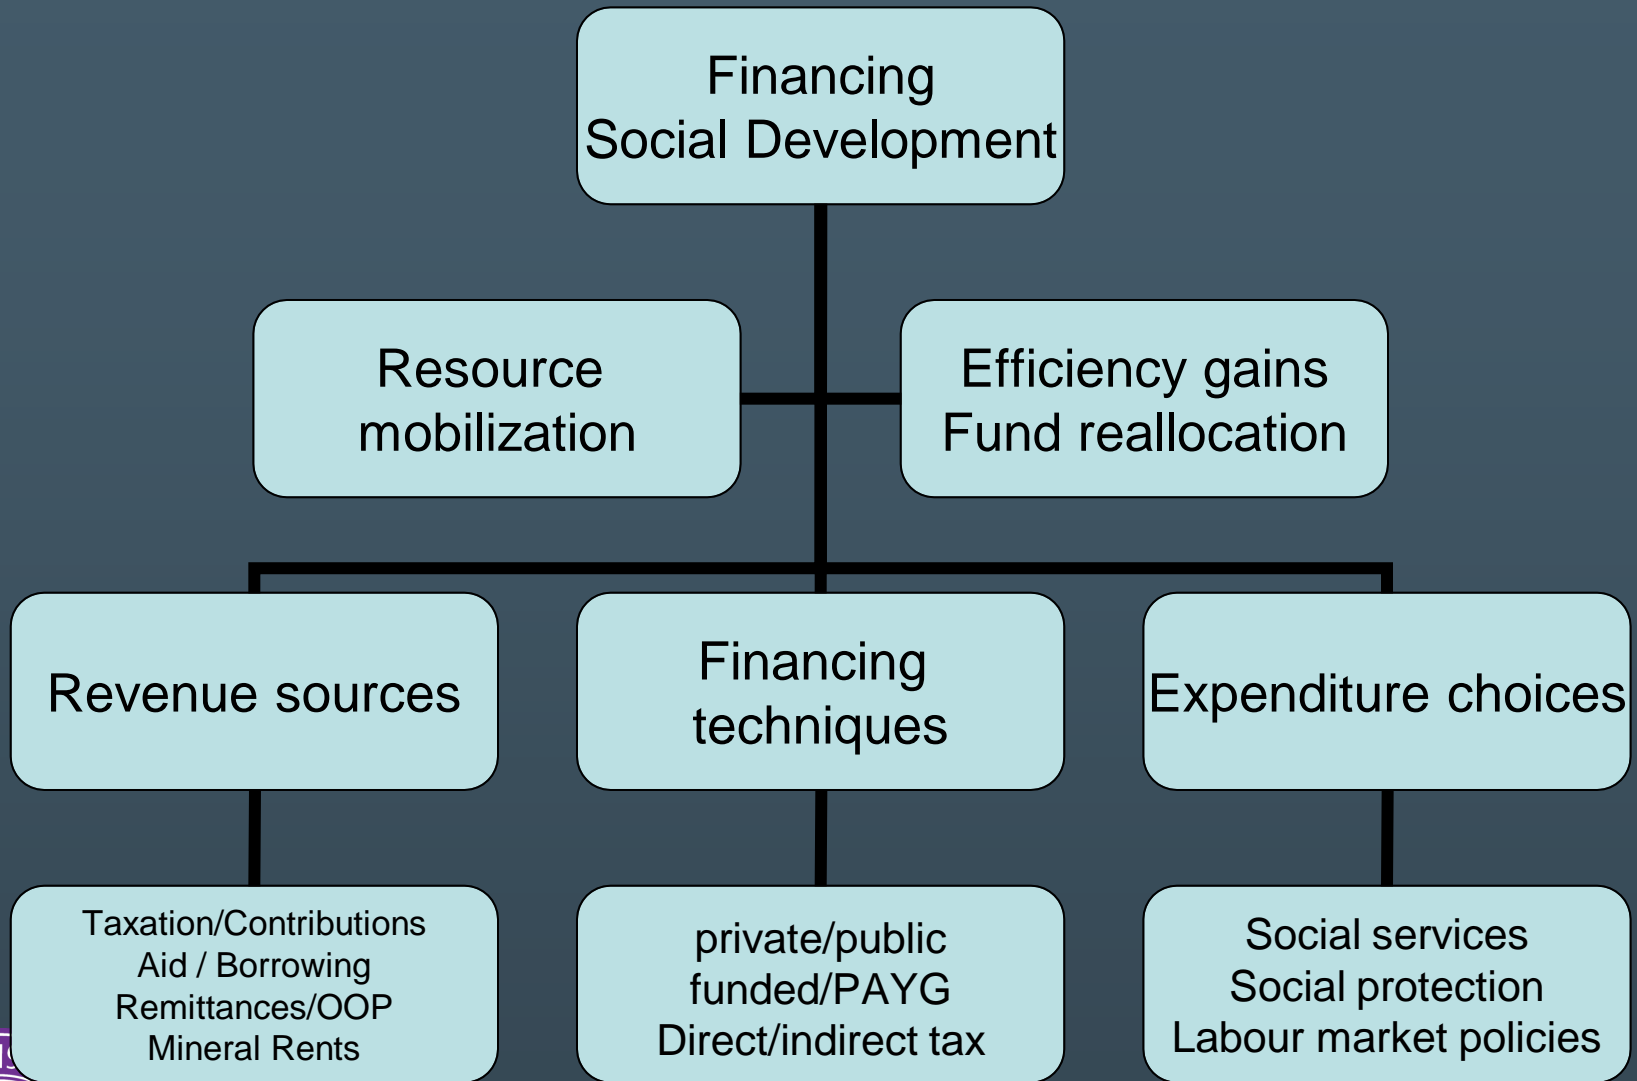 Financing
Social Development
Resource
mobilization
Efficiency gains
Fund reallocation
Revenue sources
Financing
techniques
Expenditure choices
Taxation/Contributions
Aid / Borrowing
Remittances/OOP
Mineral Rents
private/public
funded/PAYG
Direct/indirect tax
Social services
Social protection
Labour market policies